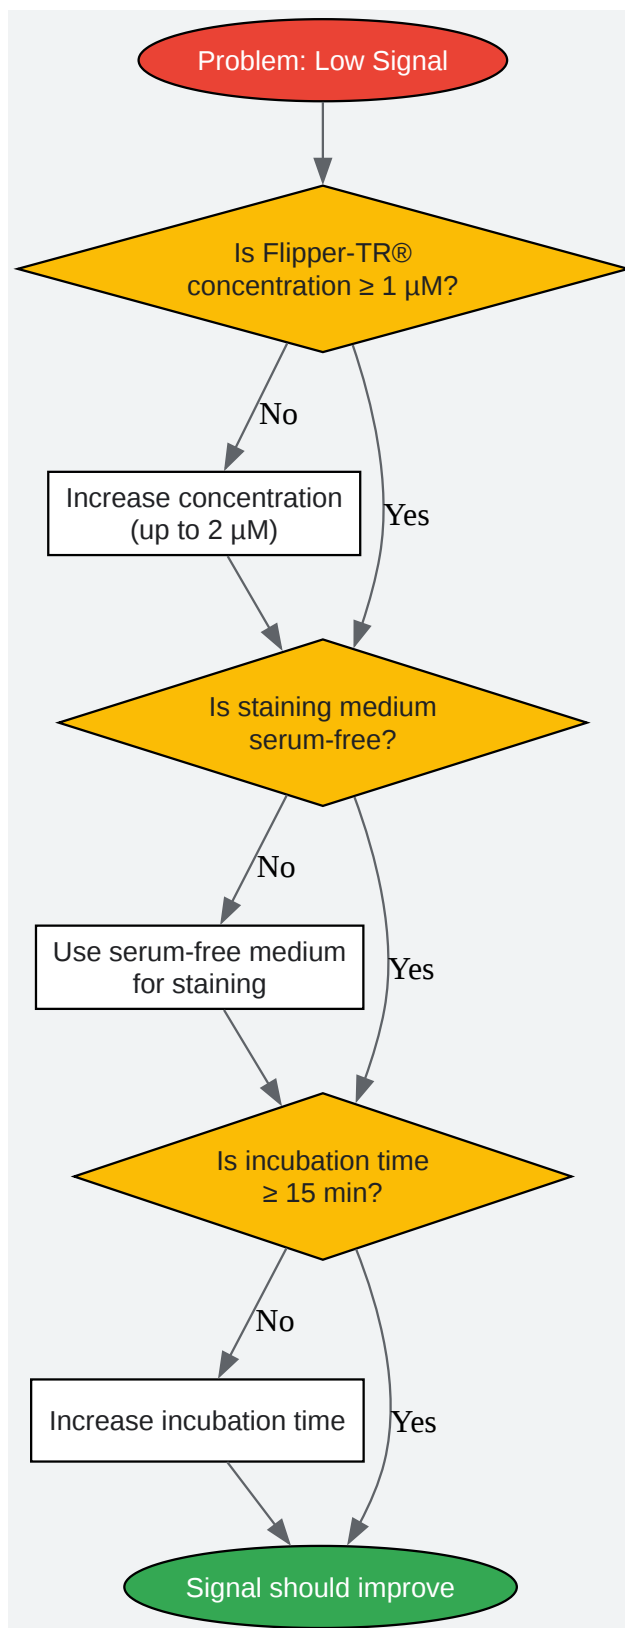 Problem: Low Signal
Is Flipper-TR®
concentration ≥ 1 µM?
No
Increase concentration
(up to 2 µM)
Yes
Is staining medium
serum-free?
No
Use serum-free medium
for staining
Yes
Is incubation time
≥ 15 min?
No
Increase incubation time
Yes
Signal should improve